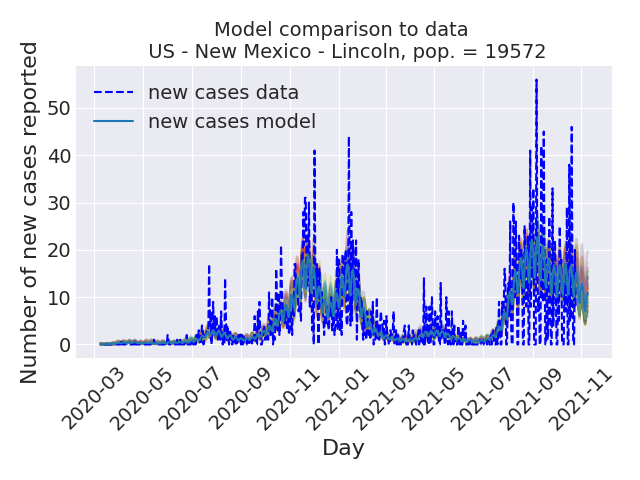 Model comparison to data
US - New Mexico - Lincoln, pop. = 19572
Number of new cases reported
50
40
30
20
10
0
new cases data
new cases model
2020-03
2020-05
2020-07
2020-09
2020-11
2021-01
2021-03
2021-05
2021-07
2021-09
2021-11
Day